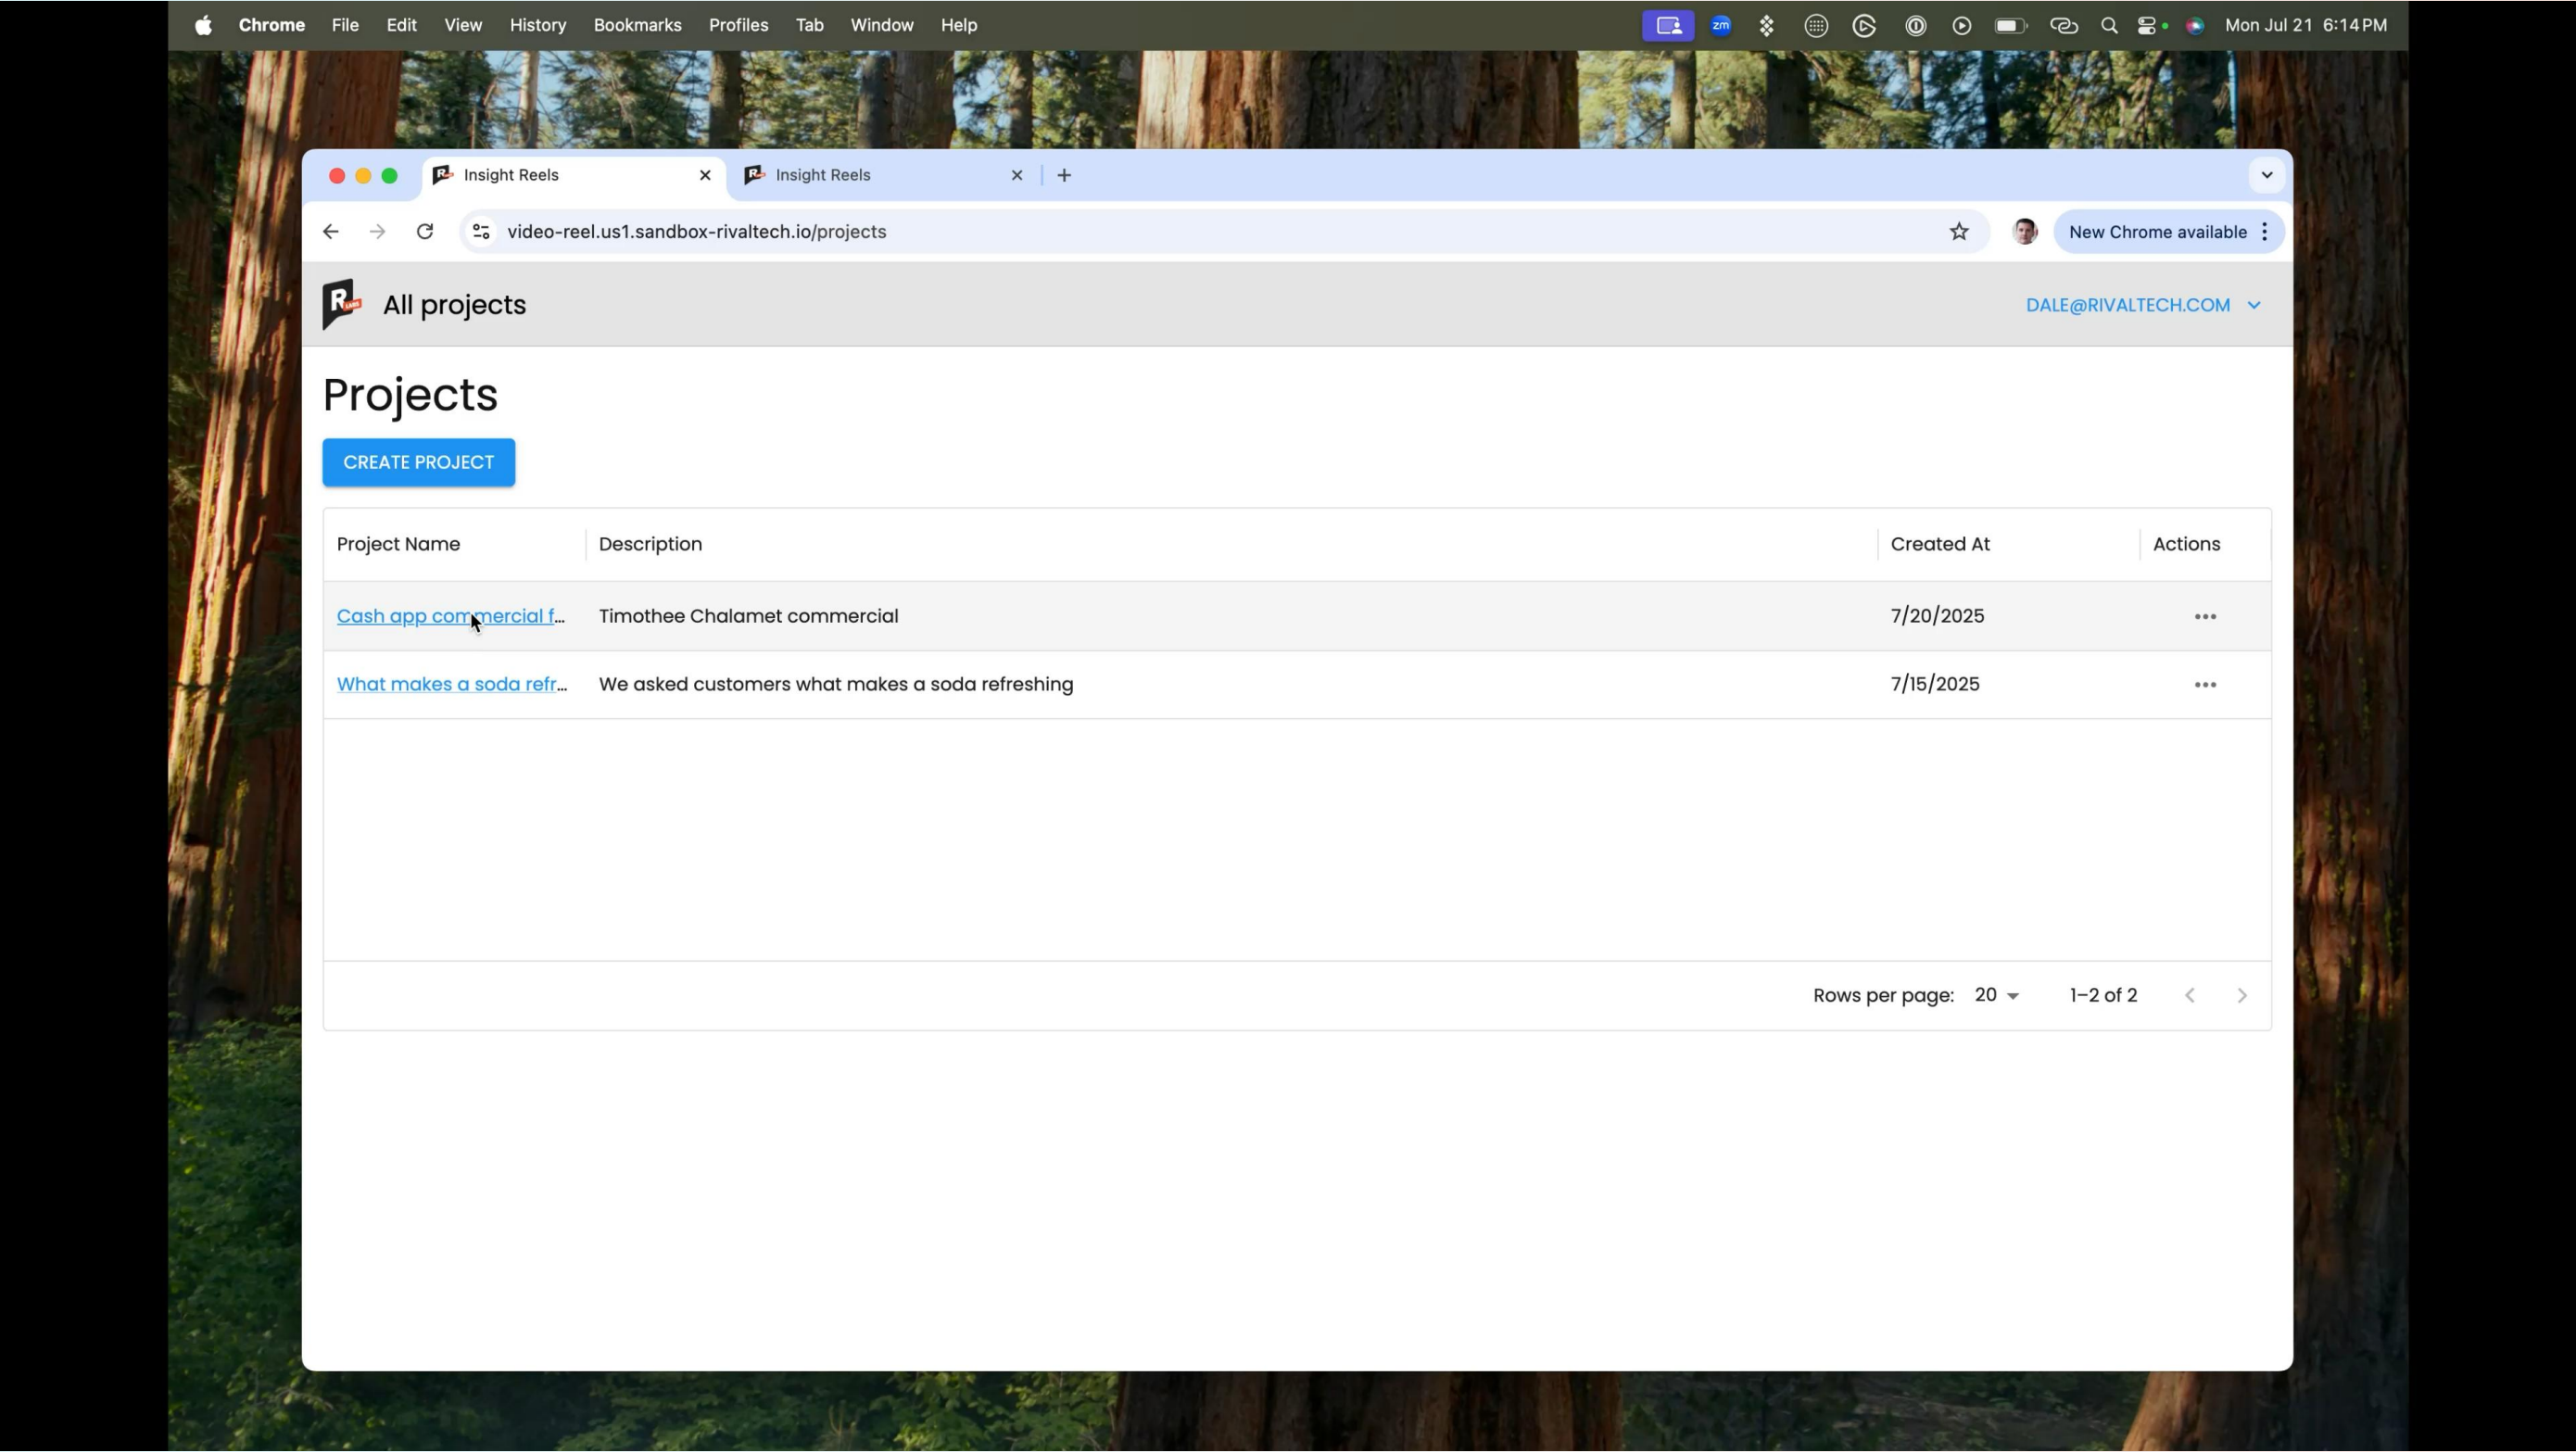 Chrome File Edit View History Bookmarks Profiles Tab Window Help zm Mon Jul 21 6:14 PM
Insight Reels Insight Reels
video-reel.us1.sandbox-rivaltech.io/projects New Chrome available
R LABS All projects DALE@RIVALTECH.COM
Projects
CREATE PROJECT
Project Name Description Created At Actions
Cash app commercial f... Timothee Chalamet commercial 7/20/2025
What makes a soda refr... We asked customers what makes a soda refreshing 7/15/2025
Rows per page: 20 1–2 of 2